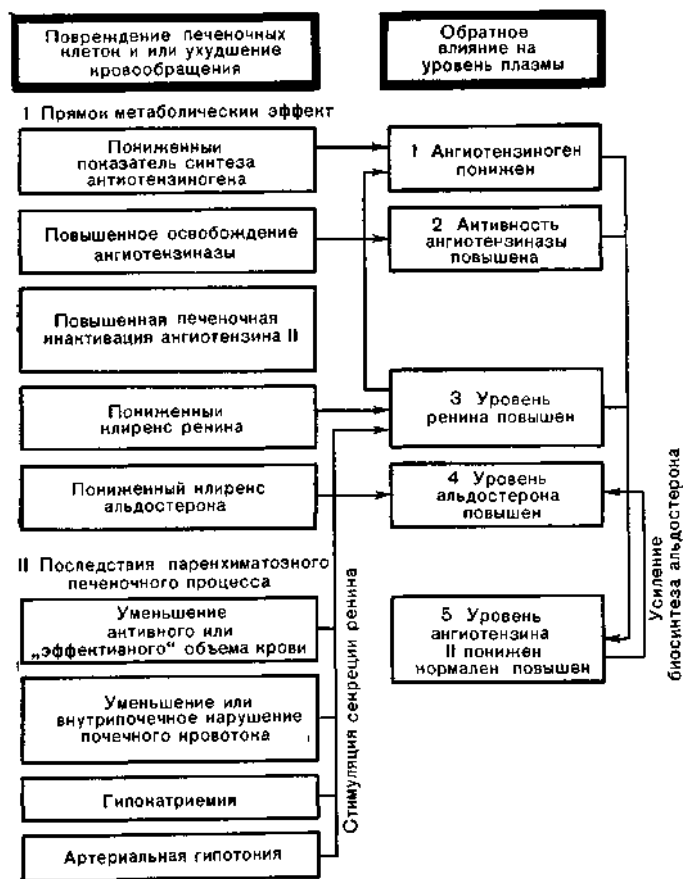 Повреждение печеночных
клеток и или ухудшение
кровообращения
Обратное
влияние на
уровень плазмы
1 Прямок метаболический эффект
Пониженный
показатель синтеза
антиотензиногена
1 Ангиотензиноген
понижен
Повышенное освобождение
ангиотензиназы
2 Активность
ангиотензиназы
повышена
Повышенная печеночная
инактивация ангиотензина II
Пониженный
клиренс ренина
3 Уровень
ренина повышен
Пониженный клиренс
альдостерона
4 Уровень
альдостерона
повышен
II Последствия паренхиматозного
печеночного процесса
Уменьшение
активного или
„эффективного“ объема крови
5 Уровень
ангиотензина
II понижен
нормален повышен
Уменьшение или
внутрипочечное нарушение
почечного кровотока
Гипокатриемия
Артериальная гипотония
Стимуляция секреции ренина
Усиление
биосинтеза альдостерона